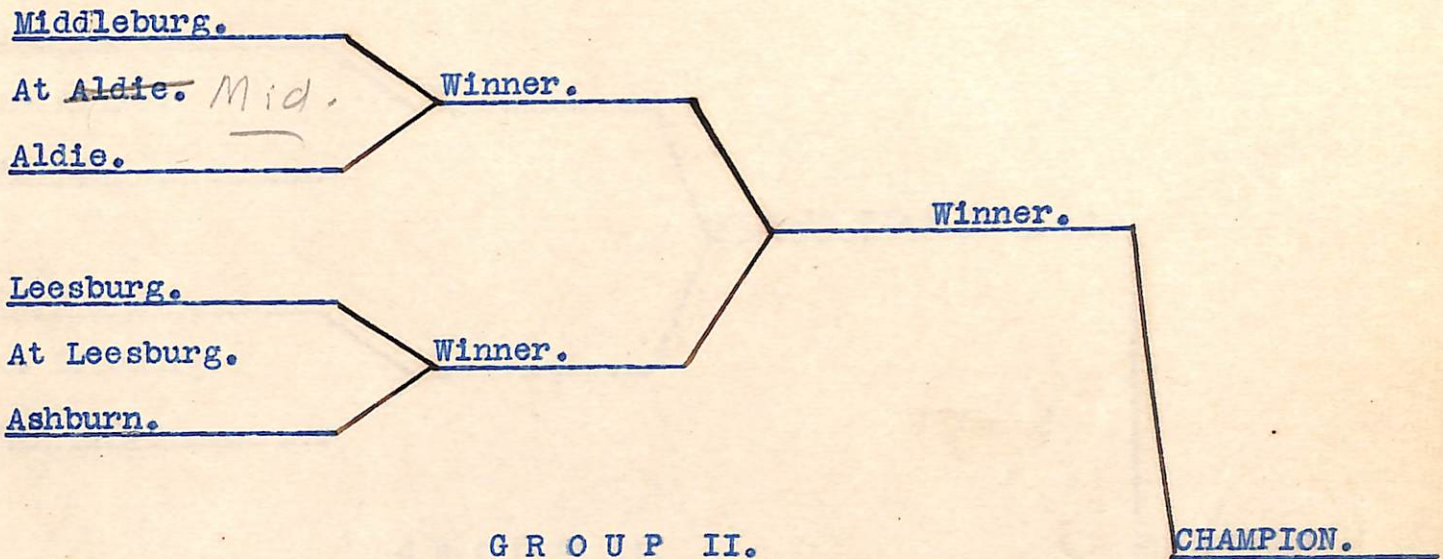 Middleburg.
At Aldie. Mid.
Winner.
Aldie.
Winner.
Leesburg.
At Leesburg.
Winner.
Ashburn.
GROUP II.
CHAMPION.